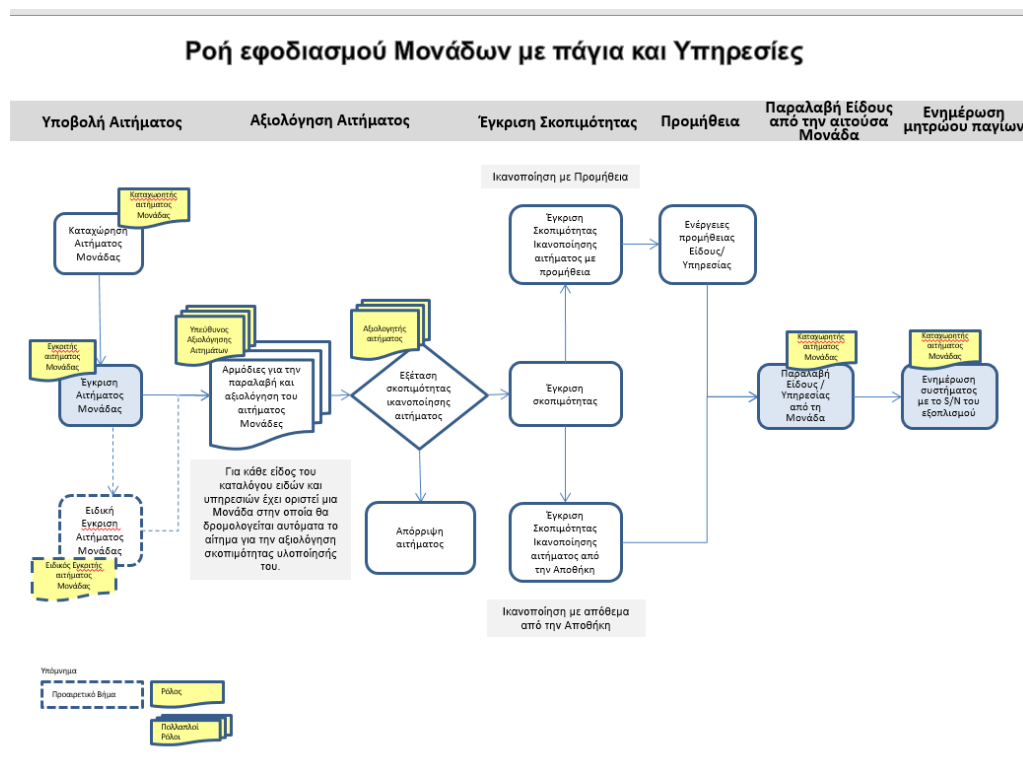 Ροή εφοδιασμού Μονάδων με πάγια και Υπηρεσίες
Υποβολή Αιτήματος
Αξιολόγηση Αιτήματος
Έγκριση Σκοπιμότητας
Προμήθεια
Παραλαβή Είδους
από την αιτούσα
Μονάδα
Ενημέρωση
μητρώου παγίων
Ικανοποίηση με Προμήθεια
Καταχωρητής
αιτήματος
Μονάδας
Καταχώρηση
Αιτήματος
Μονάδας
Έγκριση
Σκοπιμότητας
Ικανοποίησης
αιτήματος με
προμήθεια
Ενέργειες
προμήθειας
Είδους/
Υπηρεσίας
Εγκριτής
αιτήματος
Μονάδας
Έγκριση
Αιτήματος
Μονάδας
Υπεύθυνος
Αξιολόγησης
Αιτημάτων
Αρμόδιες για την
παραλαβή και
αξιολόγηση του
αιτήματος
Μονάδες
Αξιολογητής
αιτήματος
Εξέταση
σκοπιμότητας
ικανοποίησης
αιτήματος
Έγκριση
σκοπιμότητας
Καταχωρητής
αιτήματος
Μονάδας
Παραλαβή
Είδους /
Υπηρεσίας
από τη
Μονάδα
Καταχωρητής
αιτήματος
Μονάδας
Ενημέρωση
συστήματος
με το S/N του
εξοπλισμού
Ειδική
Εγκριση
Αιτήματος
Μονάδας
Ειδικός Εγκριτής
αιτήματος
Μονάδας
Για κάθε είδος του
καταλόγου ειδών και
υπηρεσιών έχει οριστεί μια
Μονάδα στην οποία θα
δρομολογείται αυτόματα το
αίτημα για την αξιολόγηση
σκοπιμότητας υλοποίησής
του.
Απόρριψη
αιτήματος
Έγκριση
Σκοπιμότητας
Ικανοποίησης
αιτήματος από
την Αποθήκη
Ικανοποίηση με απόθεμα
από την Αποθήκη
Υπόμνημα
Προαιρετικό Βήμα
Ρόλος
Πολλαπλοί
Ρόλοι